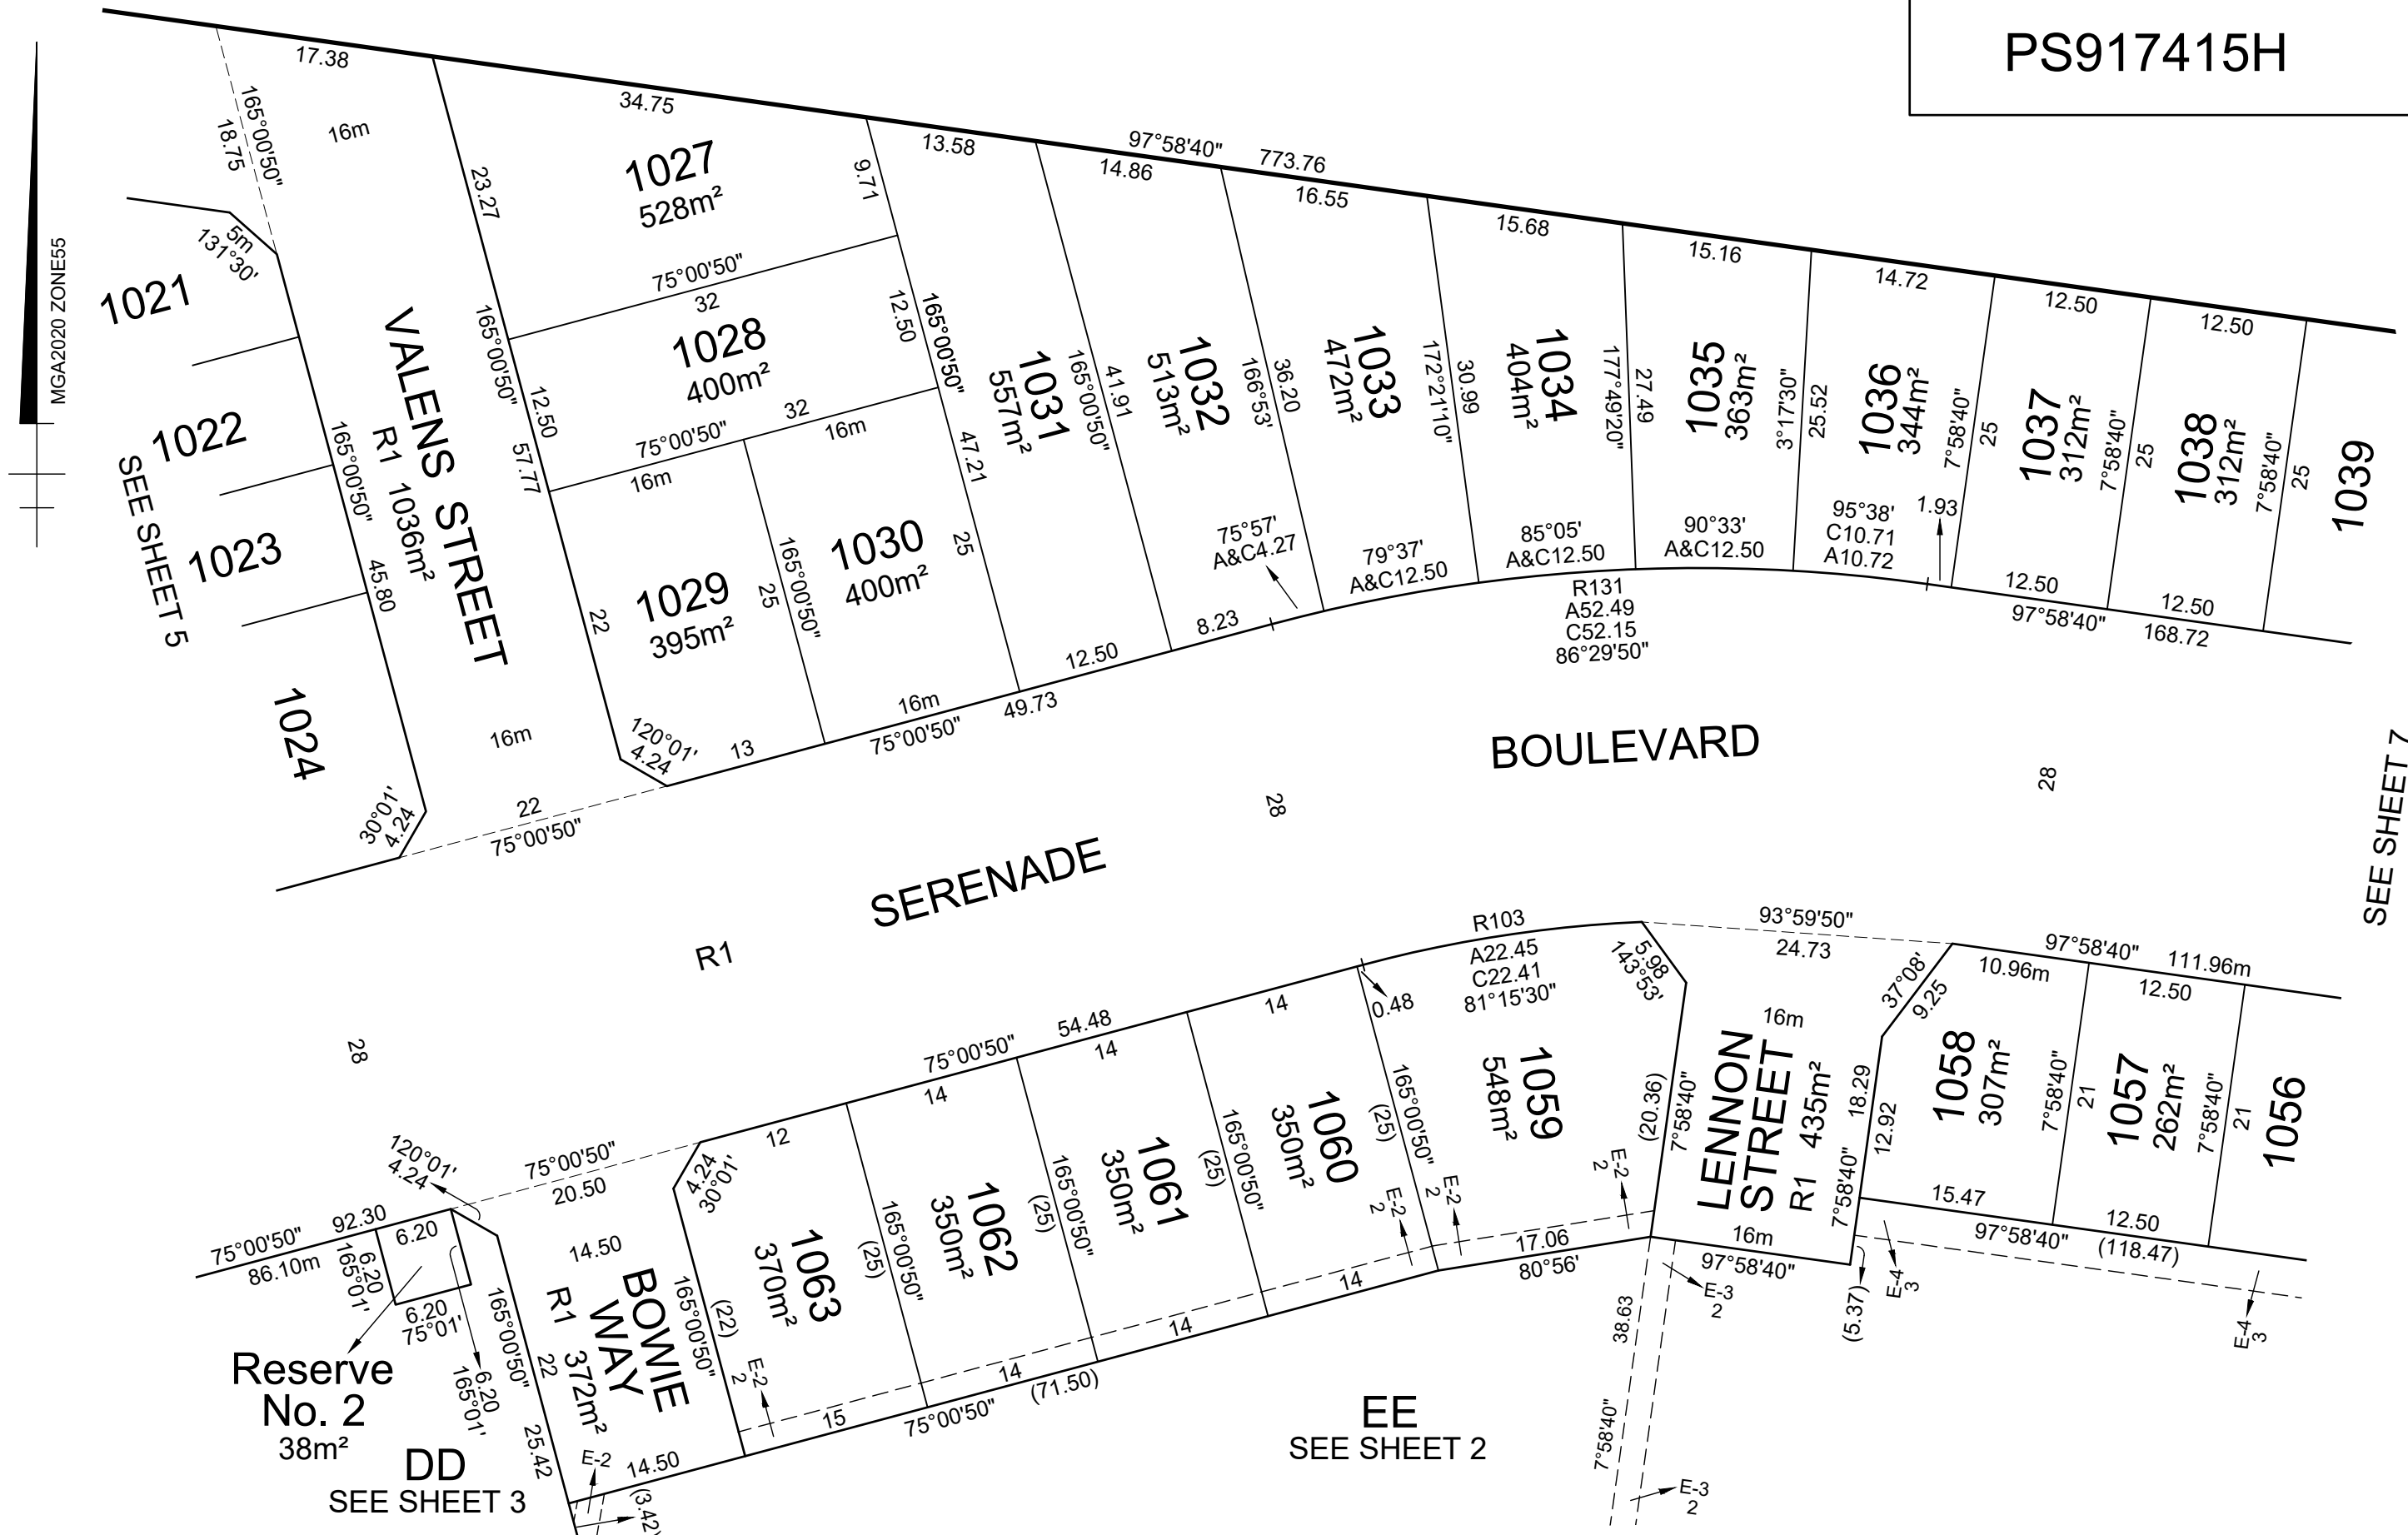 PS917415H
MGA2020 ZONE55
17.38
34.75
13.58
97°58'40"
773.76
14.86
16.55
15.68
15.16
14.72
12.50
12.50
165°00'50"
18.75
16m
23.27
1027
528m²
9.71
5m
131°30'
1021
1022
1023
1024
SEE SHEET 5
VALENS STREET
R1 1036m²
165°00'50"
45.80
16m
30°01'
4.24
165°00'50"
12.50
57.77
75°00'50"
32
1028
400m²
12.50
165°00'50"
75°00'50"
32
16m
16m
22
1029
395m²
25
165°00'50"
1030
400m²
25
47.21
120°01'
4.24
13
16m
75°00'50"
49.73
22
75°00'50"
1031
557m²
165°00'50"
41.91
12.50
1032
513m²
166°53'
36.20
8.23
75°57'
A&C4.27
1033
472m²
172°21'10"
30.99
79°37'
A&C12.50
1034
404m²
177°49'20"
27.49
85°05'
A&C12.50
1035
363m²
3°17'30"
25.52
90°33'
A&C12.50
1036
344m²
7°58'40"
25
95°38'
C10.71
A10.72
1.93
1037
312m²
7°58'40"
25
12.50
1038
312m²
7°58'40"
25
12.50
1039
97°58'40"
168.72
R131
A52.49
C52.15
86°29'50"
SERENADE
BOULEVARD
R1
28
28
28
SEE SHEET 7
75°00'50"
92.30
86.10m
6.20
6.20
165°01'
6.20
75°01'
6.20
165°01'
Reserve
No. 2
38m²
120°01'
4.24
75°00'50"
20.50
14.50
BOWIE
WAY
R1 372m²
165°00'50"
22
25.42
DD
SEE SHEET 3
E-2
14.50
(3.42)
4.24
30°01'
165°00'50"
(22)
12
1063
370m²
E-2
2
15
165°00'50"
(25)
14
1062
350m²
14
75°00'50"
(71.50)
165°00'50"
(25)
75°00'50"
54.48
14
1061
350m²
14
165°00'50"
(25)
14
1060
350m²
14
E-2
2
165°00'50"
(25)
0.48
R103
A22.45
C22.41
81°15'30"
1059
548m²
E-2
2
E-2
2
17.06
80°56'
5.98
143°53'
(20.36)
7°58'40"
93°59'50"
24.73
16m
LENNON
STREET
R1 435m²
16m
97°58'40"
37°08'
9.25
18.29
12.92
7°58'40"
(5.37)
97°58'40"
111.96m
10.96m
12.50
1058
307m²
7°58'40"
21
15.47
1057
262m²
7°58'40"
21
12.50
1056
97°58'40"
(118.47)
E-4
3
E-4
3
E-3
2
38.63
7°58'40"
E-3
2
EE
SEE SHEET 2